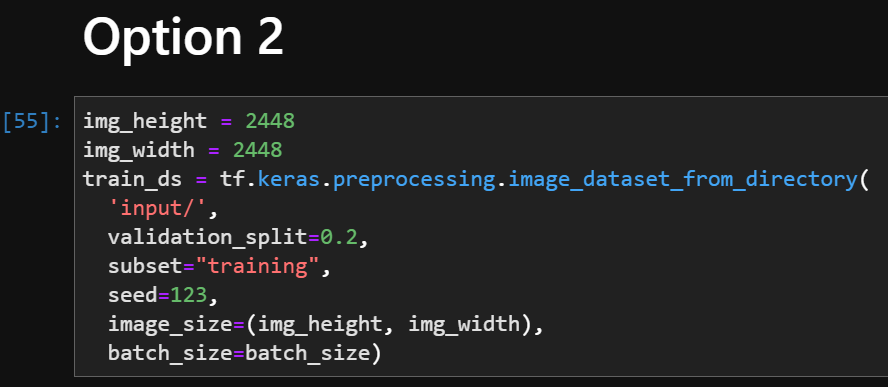 Option 2
[55]:
img_height = 2448
img_width = 2448
train_ds = tf.keras.preprocessing.image_dataset_from_directory(
  'input/',
  validation_split=0.2,
  subset="training",
  seed=123,
  image_size=(img_height, img_width),
  batch_size=batch_size)